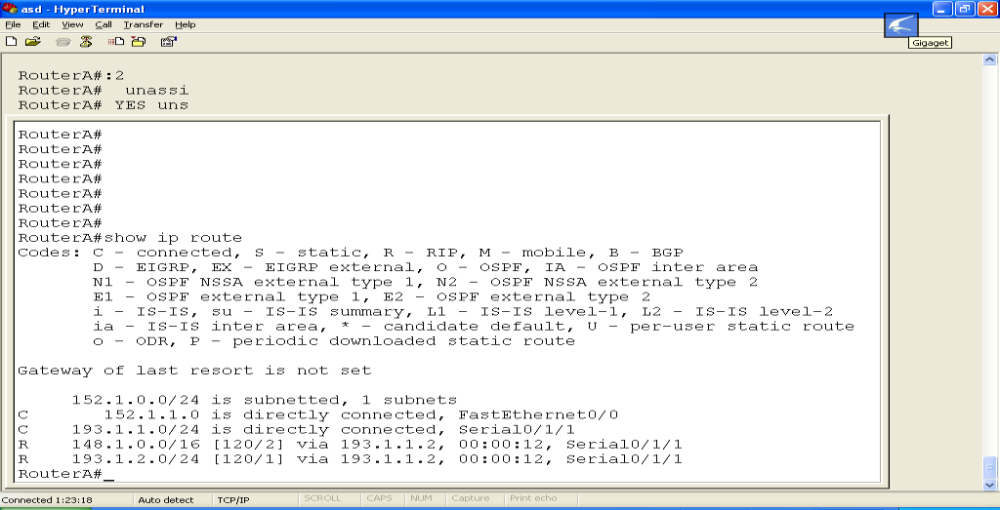 asd - HyperTerminal
File Edit View Call Transfer Help
Gigaget
RouterA#:2
RouterA#  unassi
RouterA# YES uns
RouterA#
RouterA#
RouterA#
RouterA#
RouterA#
RouterA#
RouterA#
RouterA#show ip route
Codes: C - connected, S - static, R - RIP, M - mobile, B - BGP
       D - EIGRP, EX - EIGRP external, O - OSPF, IA - OSPF inter area
       N1 - OSPF NSSA external type 1, N2 - OSPF NSSA external type 2
       E1 - OSPF external type 1, E2 - OSPF external type 2
       i - IS-IS, su - IS-IS summary, L1 - IS-IS level-1, L2 - IS-IS level-2
       ia - IS-IS inter area, * - candidate default, U - per-user static route
       o - ODR, P - periodic downloaded static route
Gateway of last resort is not set
     152.1.0.0/24 is subnetted, 1 subnets
C       152.1.1.0 is directly connected, FastEthernet0/0
C    193.1.1.0/24 is directly connected, Serial0/1/1
R    148.1.0.0/16 [120/2] via 193.1.1.2, 00:00:12, Serial0/1/1
R    193.1.2.0/24 [120/1] via 193.1.1.2, 00:00:12, Serial0/1/1
RouterA#_
Connected 1:23:18 Auto detect TCP/IP SCROLL CAPS NUM Capture Print echo